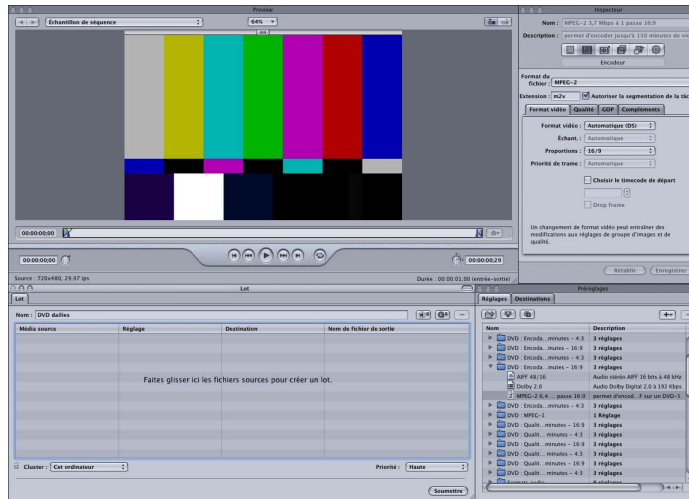 Preview
Échantillon de séquence
64%
00:00:00;00
00:00:00;00
00:00:00;29
Source : 720x480, 29.97 ips
Durée : 00:00:01;00 (entrée-sortie)
Inspecteur
Nom : MPEG-2 3,7 Mbps à 1 passe 16:9
Description : permet d'encoder jusqu'à 150 minutes de vi
Encodeur
Format du
fichier : MPEG-2
Extension : m2v Autoriser la segmentation de la tâc
Format vidéo Qualité GOP Compléments
Format vidéo : Automatique (D5)
Échant. : Automatique
Proportions : 16/9
Priorité de trame : Automatique
Choisir le timecode de départ
Drop frame
Un changement de format vidéo peut entraîner des
modifications aux réglages de groupe d'images et de
qualité.
Rétablir Enregistrer
Lot
Lot
Nom : DVD dailies
Média source Réglage Destination Nom de fichier de sortie
Faites glisser ici les fichiers sources pour créer un lot.
Cluster : Cet ordinateur
Priorité : Haute
Soumettre
Préréglages
Réglages Destinations
Nom Description
DVD : Encoda...minutes - 4:3 3 réglages
DVD : Encoda...inutes - 16:9 3 réglages
DVD : Encoda...minutes - 4:3 3 réglages
DVD : Encoda...minutes - 16:9 3 réglages
AIFF 48/16 Audio stéréo AIFF 16 bits à 48 kHz
Dolby 2.0 Audio Dolby Digital 2.0 à 192 Kbps
MPEG-2 6,4 ... passe 16:9 permet d'encod...F sur un DVD-5
DVD : Encoda...minutes - 4:3 3 réglages
DVD : MPEG-1 1 Réglage
DVD : Qualit... minutes - 16:9 3 réglages
DVD : Qualit... minutes - 4:3 3 réglages
DVD : Qualit... minutes - 16:9 3 réglages
DVD : Qualit... minutes - 4:3 3 réglages
DVD : Qualit... minutes - 16:9 3 réglages
DVD : Qualit... minutes - 4:3 3 réglages